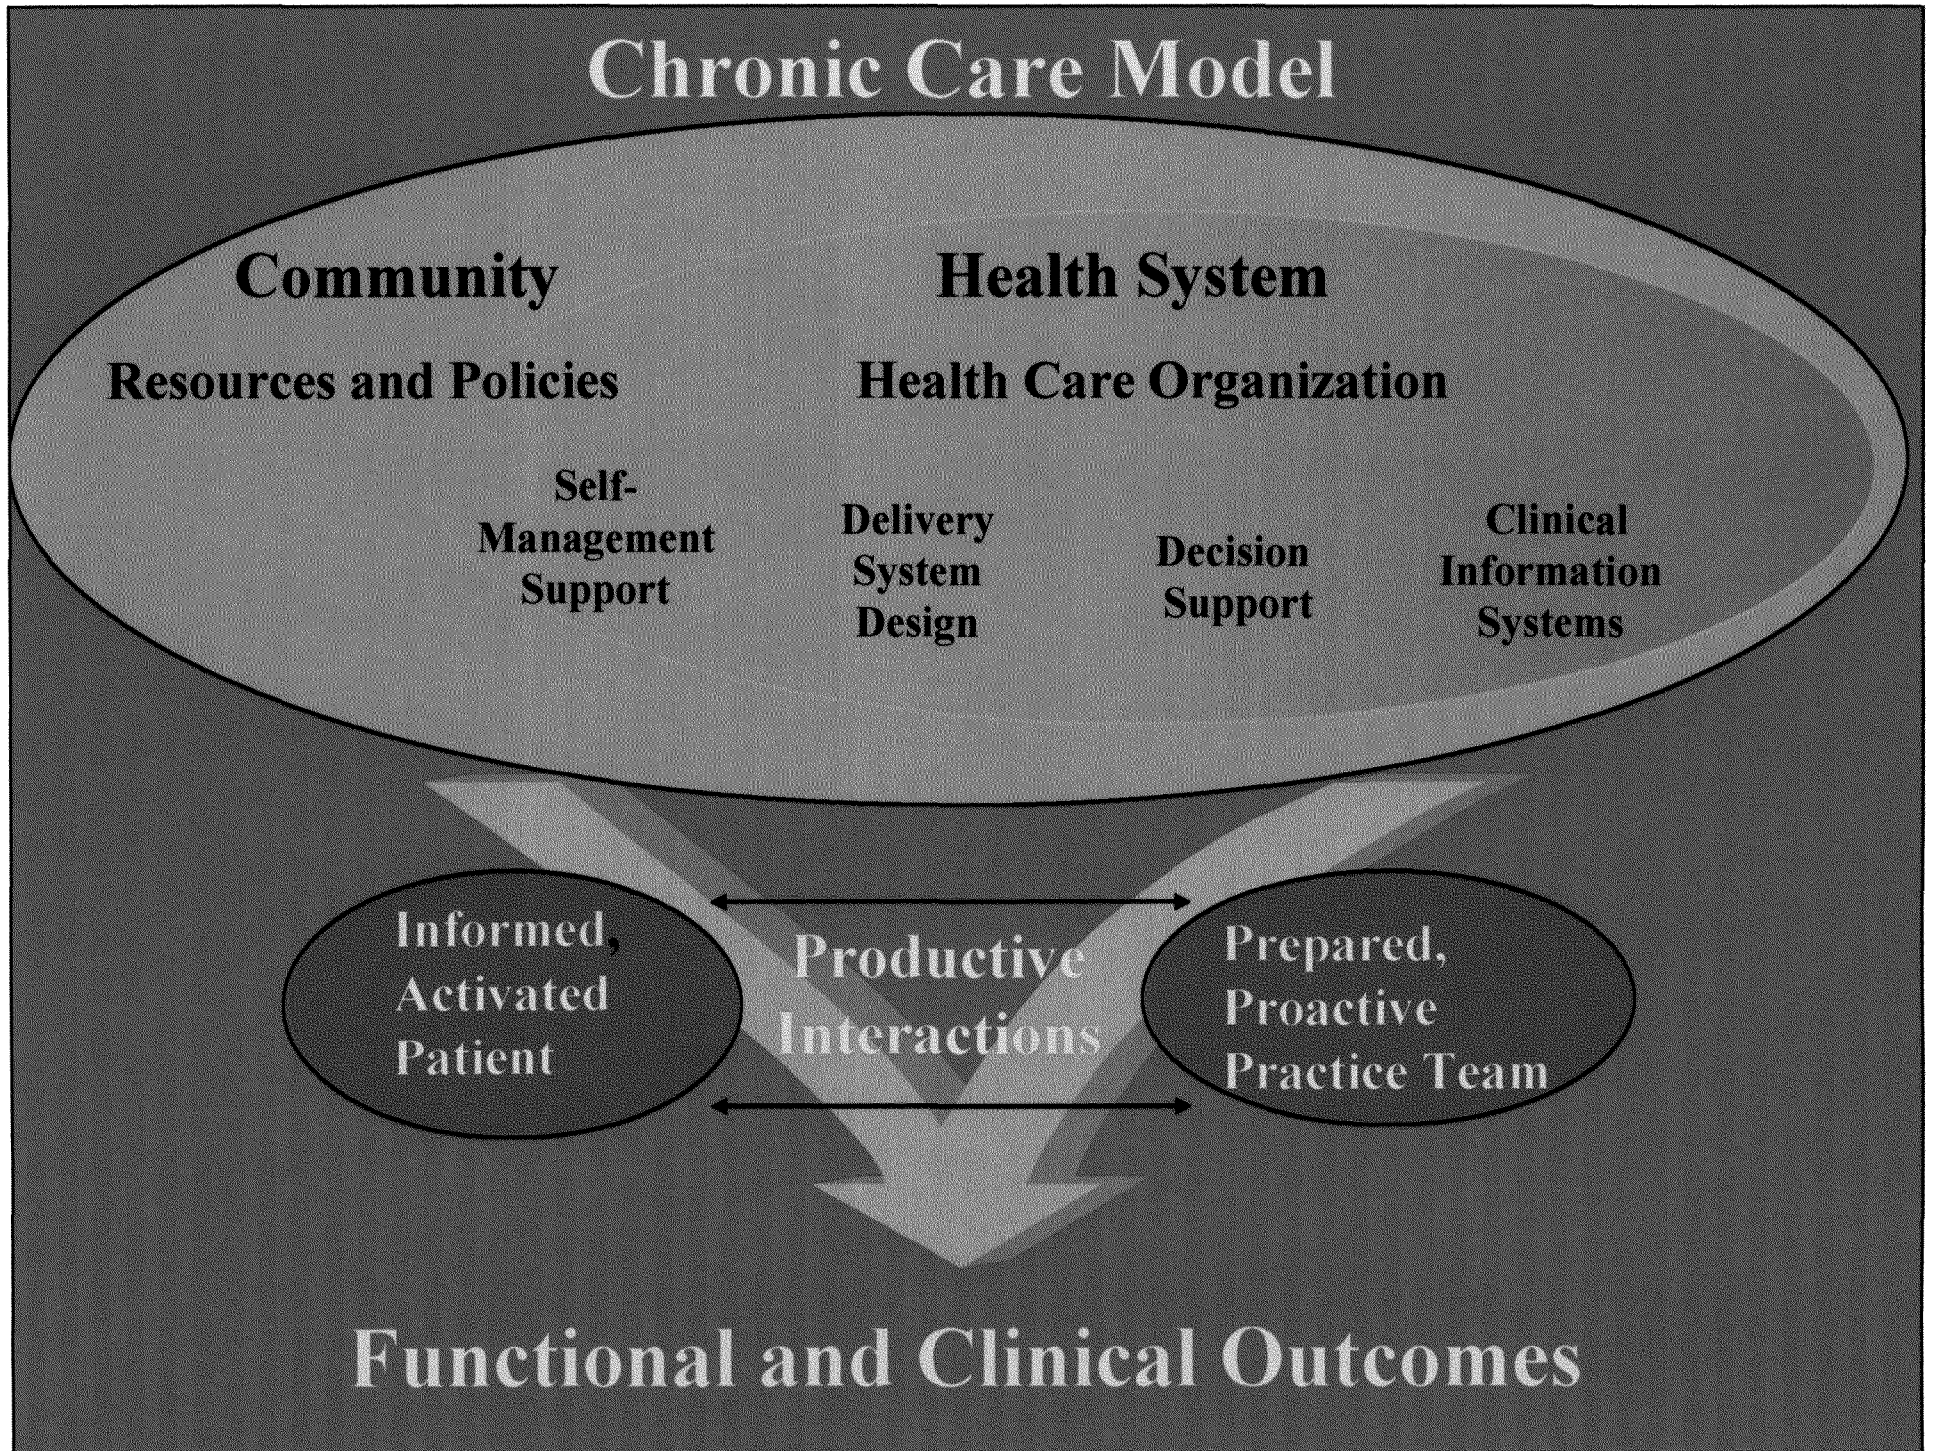 Chronic Care Model
Community
Health System
Resources and Policies
Health Care Organization
Self-
Management
Support
Delivery
System
Design
Decision
Support
Clinical
Information
Systems
Informed,
Activated
Patient
Productive
Interactions
Prepared,
Proactive
Practice Team
Functional and Clinical Outcomes